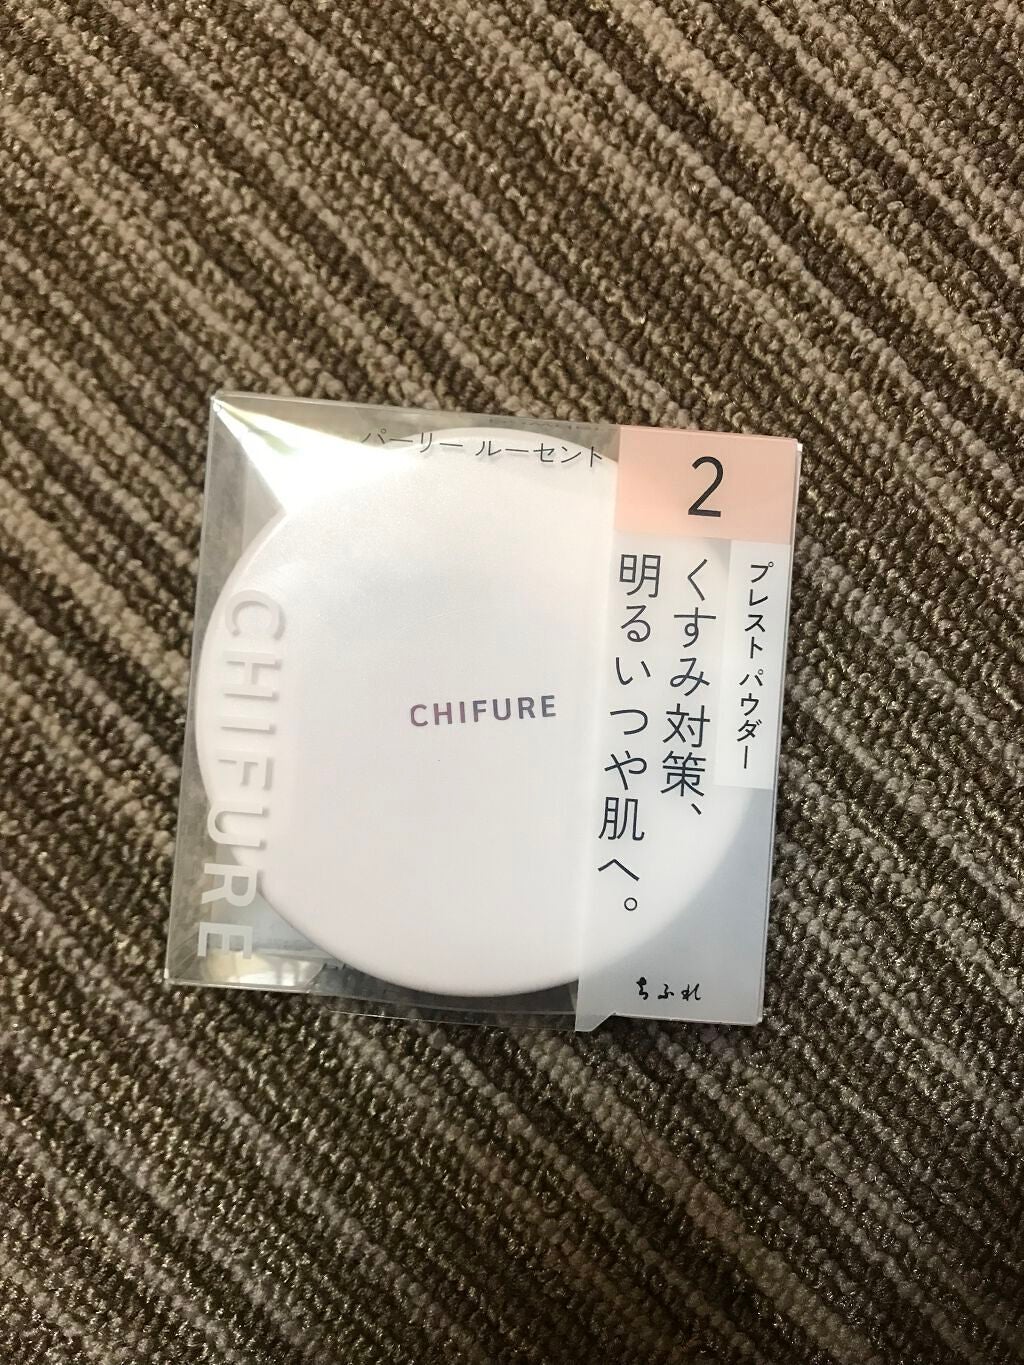 パーリー ルーセント
2
プレストパウダー
くすみ対策、
明るいつや肌へ。
CHIFURE
CHIFURE
ちふれ